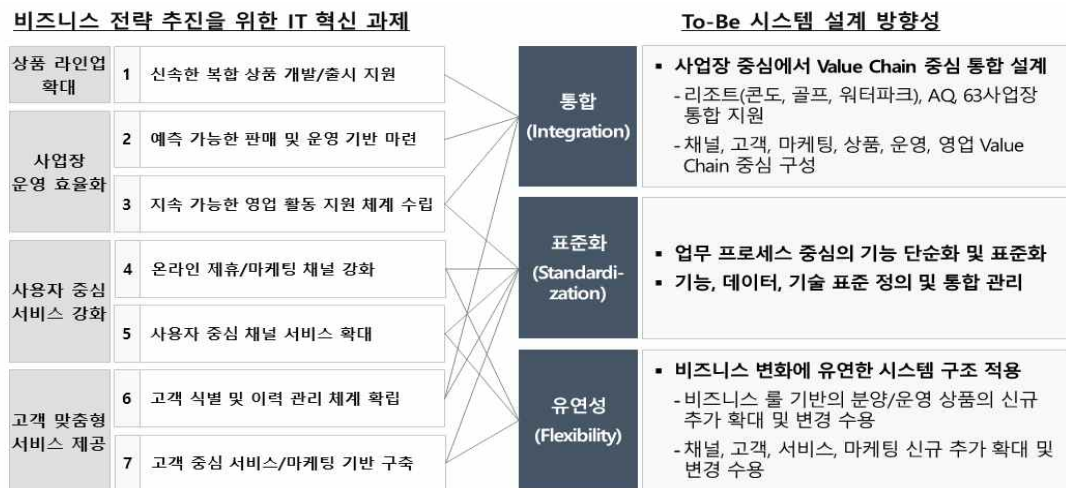 비즈니스 전략 추진을 위한 IT 혁신 과제
상품 라인업
확대
1 신속한 복합 상품 개발/출시 지원
사업장
운영 효율화
2 예측 가능한 판매 및 운영 기반 마련
3 지속 가능한 영업 활동 지원 체계 수립
사용자 중심
서비스 강화
4 온라인 제휴/마케팅 채널 강화
5 사용자 중심 채널 서비스 확대
고객 맞춤형
서비스 제공
6 고객 식별 및 이력 관리 체계 확립
7 고객 중심 서비스/마케팅 기반 구축
To-Be 시스템 설계 방향성
통합
(Integration)
▪ 사업장 중심에서 Value Chain 중심 통합 설계
-리조트(콘도, 골프, 워터파크), AQ, 63사업장
통합 지원
-채널, 고객, 마케팅, 상품, 운영, 영업 Value
Chain 중심 구성
표준화
(Standardi-
zation)
▪ 업무 프로세스 중심의 기능 단순화 및 표준화
▪ 기능, 데이터, 기술 표준 정의 및 통합 관리
유연성
(Flexibility)
▪ 비즈니스 변화에 유연한 시스템 구조 적용
-비즈니스 룰 기반의 분양/운영 상품의 신규
추가 확대 및 변경 수용
-채널, 고객, 서비스, 마케팅 신규 추가 확대 및
변경 수용